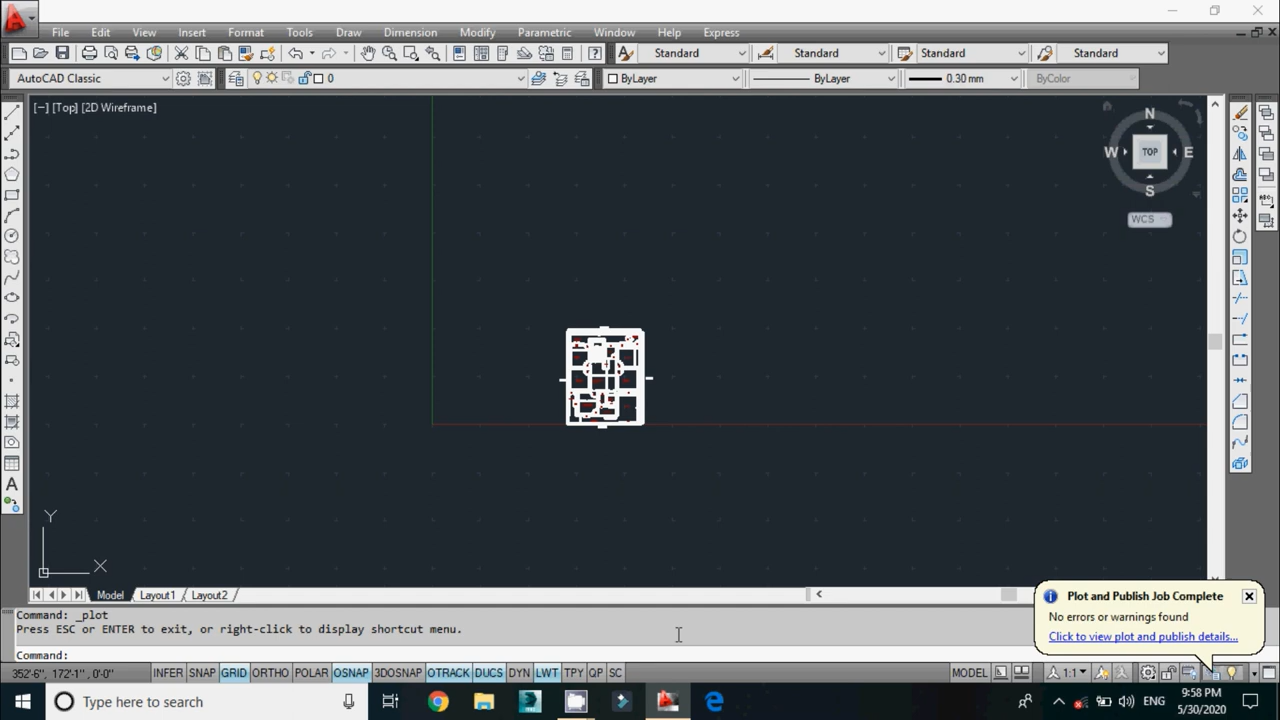 File Edit View Insert Format Tools Draw Dimension Modify Parametric Window Help Express
Standard Standard Standard Standard
AutoCAD Classic 0 ByLayer ByLayer 0.30 mm ByColor
[−] [Top] [2D Wireframe]
N
W TOP E
S
WCS
Y
X
Model Layout1 Layout2
Command: _plot
Press ESC or ENTER to exit, or right-click to display shortcut menu.
Command:
Plot and Publish Job Complete
No errors or warnings found
Click to view plot and publish details...
352'-6", 172'-1", 0'-0" INFER SNAP GRID ORTHO POLAR OSNAP 3DOSNAP OTRACK DUCS DYN LWT TPY QP SC MODEL 1:1
Type here to search
ENG
9:58 PM
5/30/2020